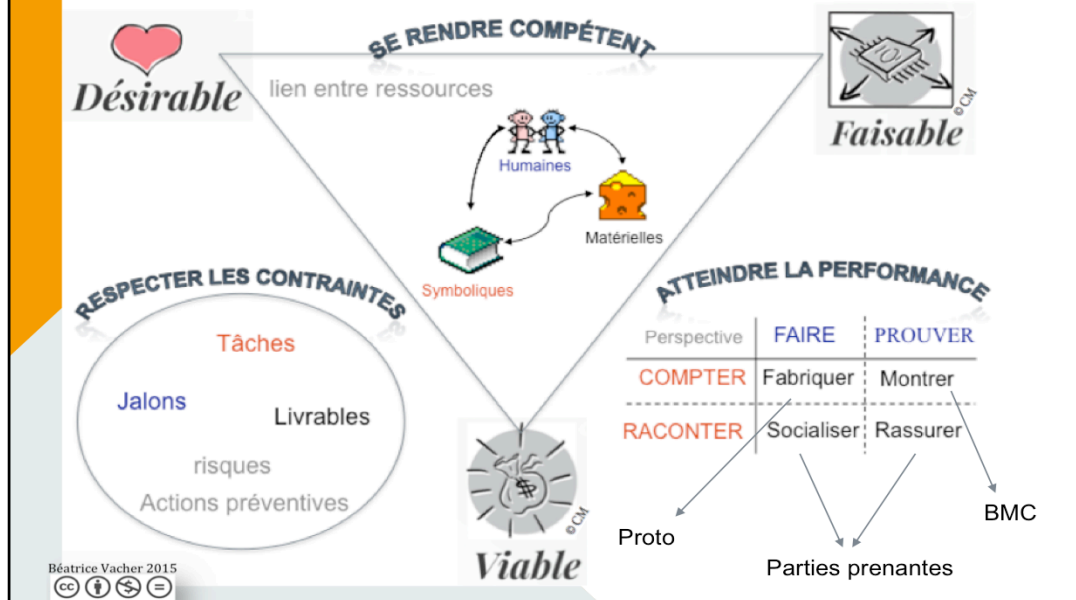 SE RENDRE COMPÉTENT
Désirable
lien entre ressources
© CM
Faisable
Humaines
Matérielles
Symboliques
RESPECTER LES CONTRAINTES
Tâches
Jalons
Livrables
risques
Actions préventives
ATTEINDRE LA PERFORMANCE
Perspective FAIRE PROUVER
COMPTER Fabriquer Montrer
RACONTER Socialiser Rassurer
$
© CM
Viable
Proto
BMC
Parties prenantes
Béatrice Vacher 2015
cc